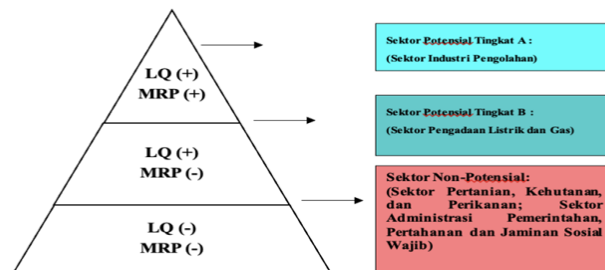 LQ (+)
MRP (+)
LQ (+)
MRP (-)
LQ (-)
MRP (-)
Sektor Potensial Tingkat A :
(Sektor Industri Pengolahan)
Sektor Potensial Tingkat B :
(Sektor Pengadaan Listrik dan Gas)
Sektor Non-Potensial:
(Sektor Pertanian, Kehutanan,
dan Perikanan; Sektor
Administrasi Pemerintahan,
Pertahanan dan Jaminan Sosial
Wajib)